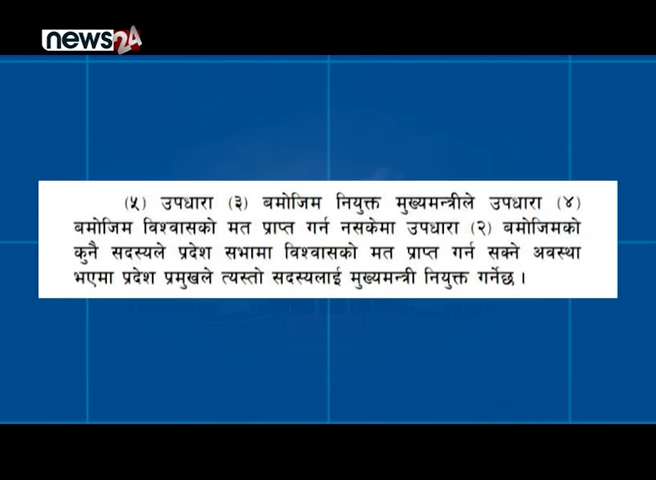 news24
(५) उपधारा (३) बमोजिम नियुक्त मुख्यमन्त्रीले उपधारा (४)
बमोजिम विश्वासको मत प्राप्त गर्न नसकेमा उपधारा (२) बमोजिमको
कुनै सदस्यले प्रदेश सभामा विश्वासको मत प्राप्त गर्न सक्ने अवस्था
भएमा प्रदेश प्रमुखले त्यस्तो सदस्यलाई मुख्यमन्त्री नियुक्त गर्नेछ ।